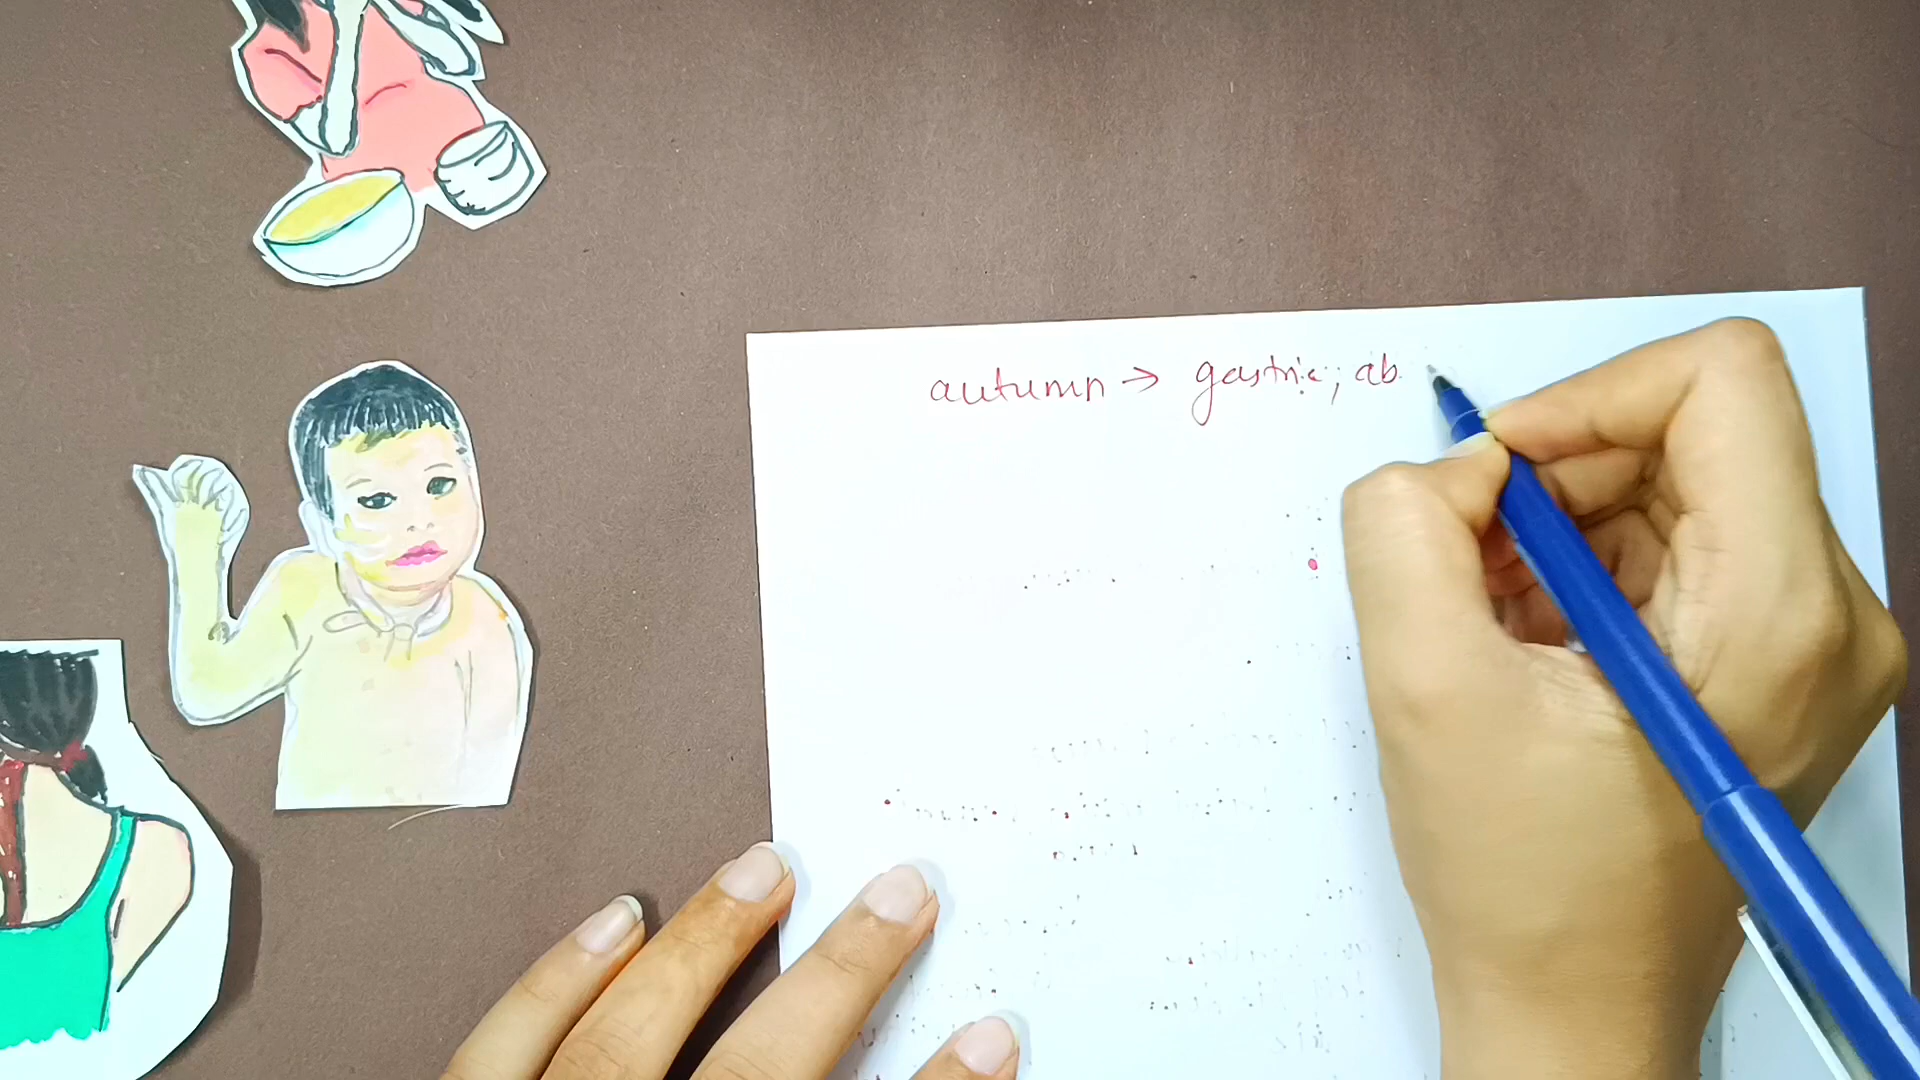 autumn → gastric; ab